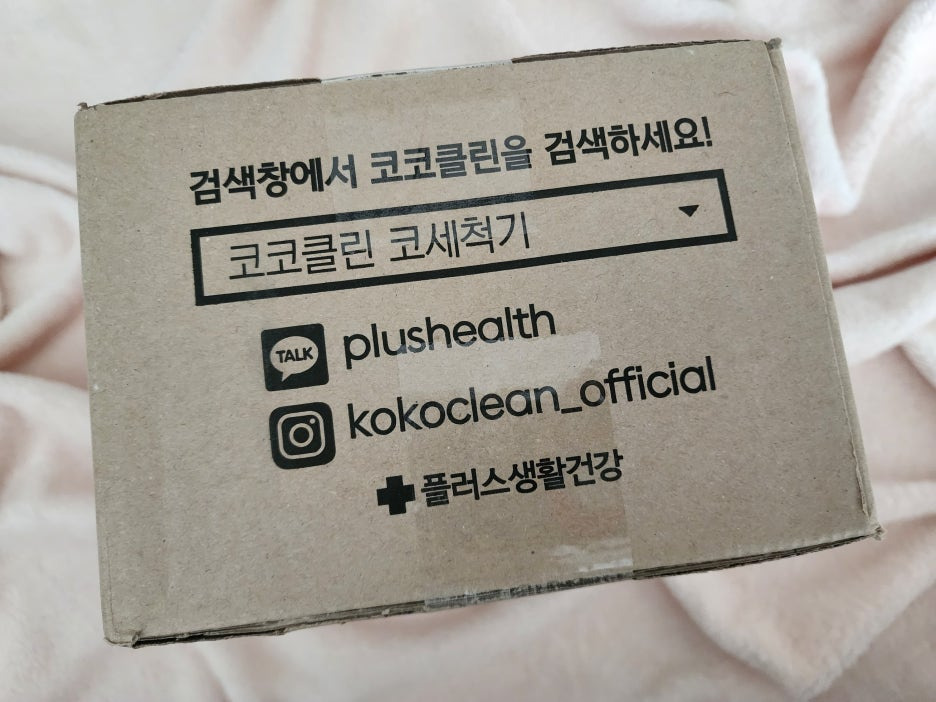 검색창에서 코코클린을 검색하세요!
코코클린 코세척기
TALK plushealth
kokoclean_official
플러스생활건강